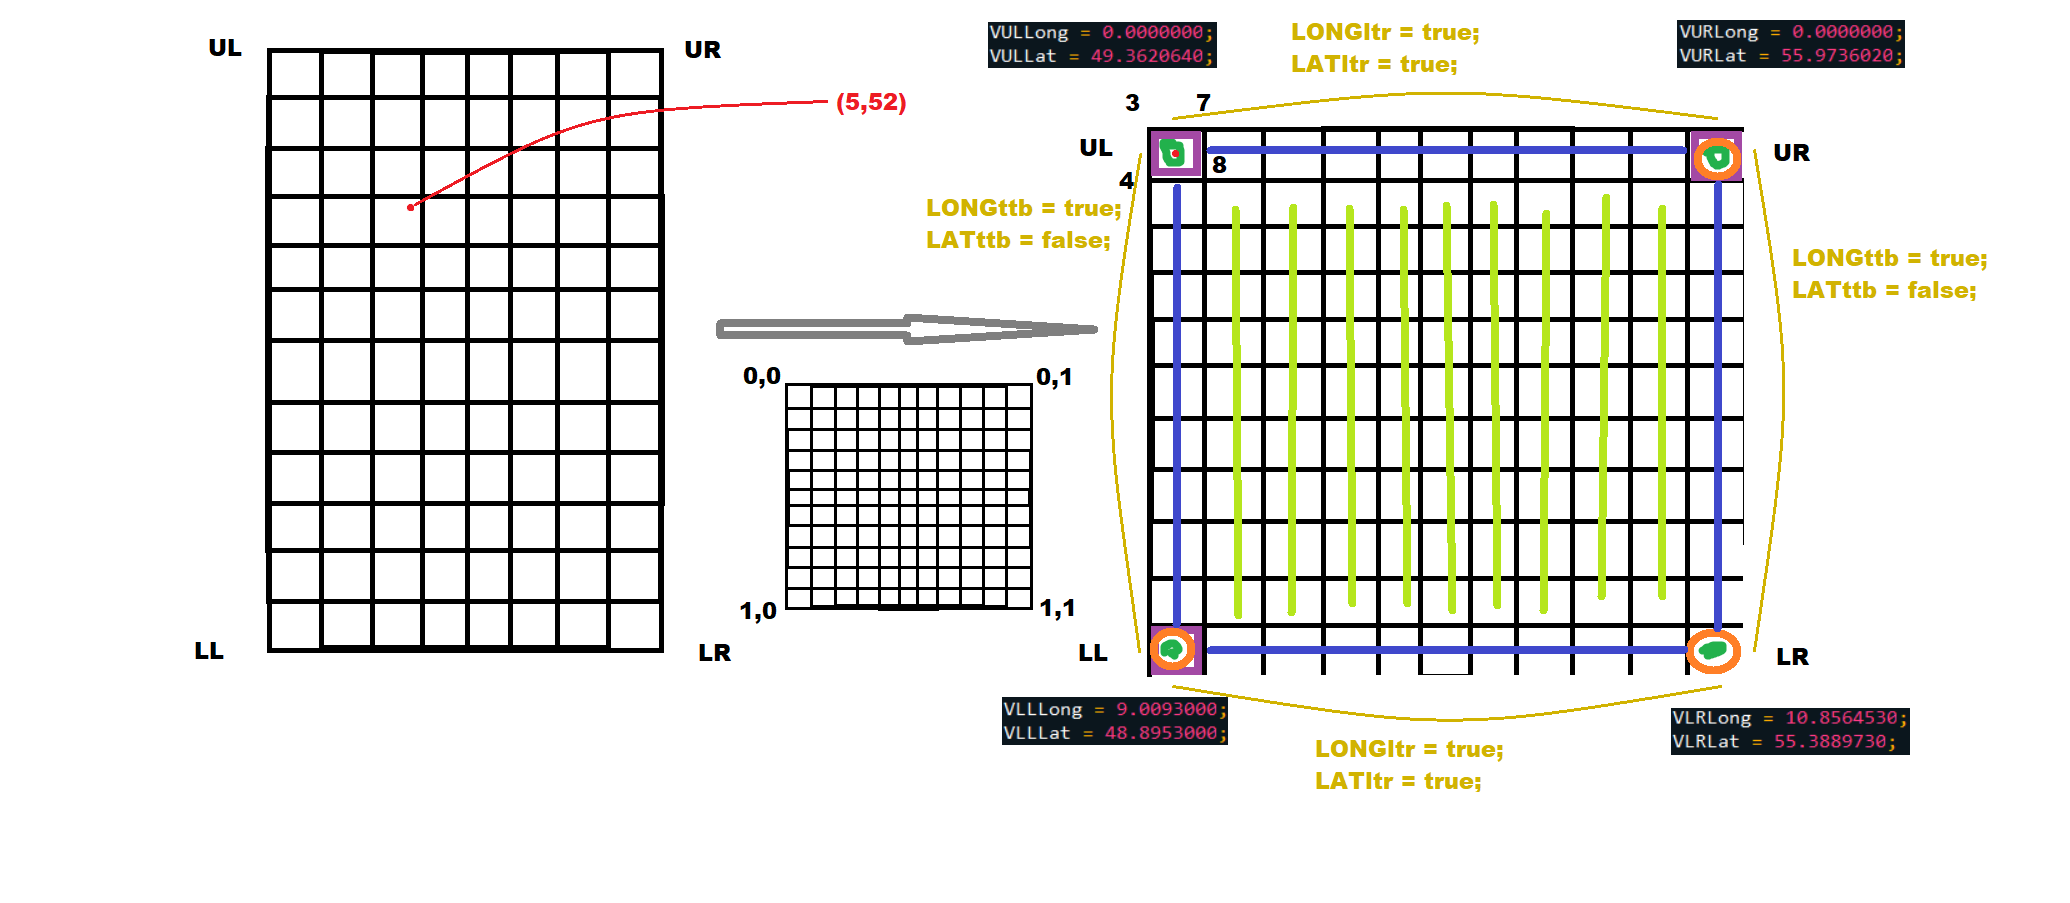 UL
UR
(5,52)
LL
LR
0,0
0,1
1,0
1,1
VULLong = 0.0000000;
VULLat = 49.3620640;
LONGltr = true;
LATltr = true;
VURLong = 0.0000000;
VURLat = 55.9736020;
3
7
UL
8
4
UR
LONGttb = true;
LATttb = false;
LONGttb = true;
LATttb = false;
LL
LR
VLLLong = 9.0093000;
VLLLat = 48.8953000;
LONGltr = true;
LATltr = true;
VLRLong = 10.8564530;
VLRLat = 55.3889730;